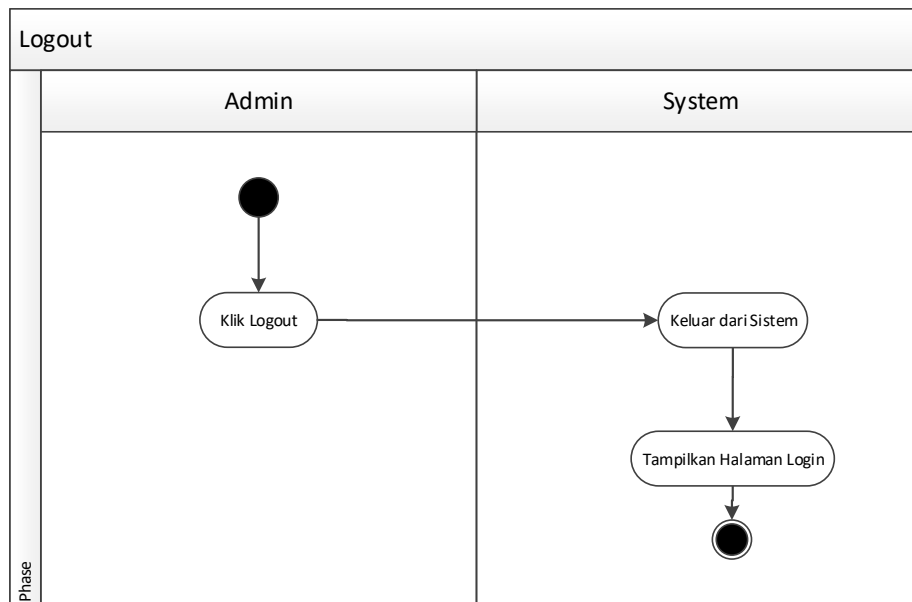 Logout
Admin
System
Klik Logout
Keluar dari Sistem
Tampilkan Halaman Login
Phase